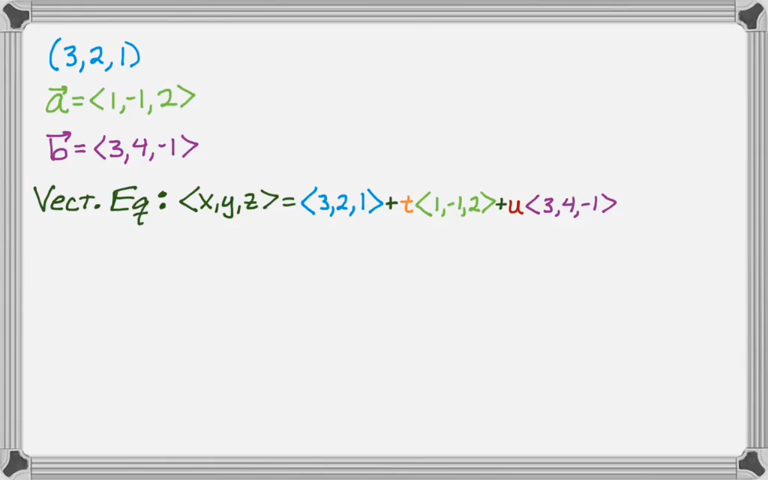 (3,2,1)
a⃗=<1,-1,2>
b⃗=<3,4,-1>
Vect. Eq: <x,y,z>=<3,2,1>+t<1,-1,2>+u<3,4,-1>